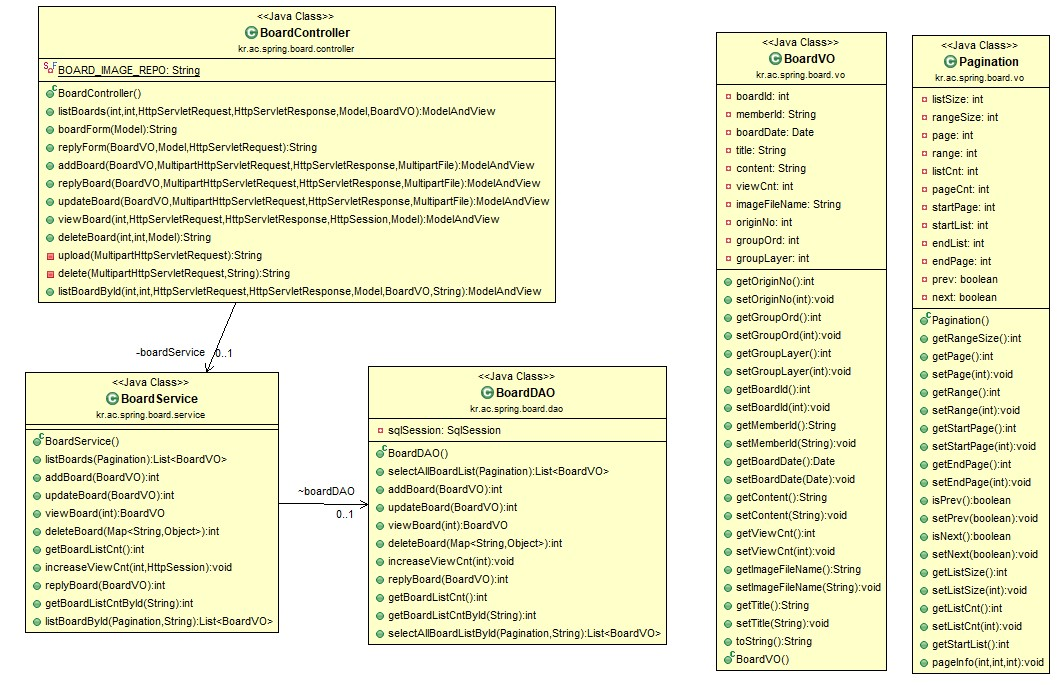 <<Java Class>>
BoardController
kr.ac.spring.board.controller
BOARD_IMAGE_REPO: String
BoardController()
listBoards(int,int,HttpServletRequest,HttpServletResponse,Model,BoardVO):ModelAndView
boardForm(Model):String
replyForm(BoardVO,Model,HttpServletRequest):String
addBoard(BoardVO,MultipartHttpServletRequest,HttpServletResponse,MultipartFile):ModelAndView
replyBoard(BoardVO,MultipartHttpServletRequest,HttpServletResponse,MultipartFile):ModelAndView
updateBoard(BoardVO,MultipartHttpServletRequest,HttpServletResponse,MultipartFile):ModelAndView
viewBoard(int,HttpServletRequest,HttpServletResponse,HttpSession,Model):ModelAndView
deleteBoard(int,int,Model):String
upload(MultipartHttpServletRequest):String
delete(MultipartHttpServletRequest,String):String
listBoardById(int,int,HttpServletRequest,HttpServletResponse,Model,BoardVO,String):ModelAndView
-boardService 0..1
<<Java Class>>
BoardService
kr.ac.spring.board.service
BoardService()
listBoards(Pagination):List<BoardVO>
addBoard(BoardVO):int
updateBoard(BoardVO):int
viewBoard(int):BoardVO
deleteBoard(Map<String,Object>):int
getBoardListCnt():int
increaseViewCnt(int,HttpSession):void
replyBoard(BoardVO):int
getBoardListCntById(String):int
listBoardById(Pagination,String):List<BoardVO>
~boardDAO
0..1
<<Java Class>>
BoardDAO
kr.ac.spring.board.dao
sqlSession: SqlSession
BoardDAO()
selectAllBoardList(Pagination):List<BoardVO>
addBoard(BoardVO):int
updateBoard(BoardVO):int
viewBoard(int):BoardVO
deleteBoard(Map<String,Object>):int
increaseViewCnt(int):void
replyBoard(BoardVO):int
getBoardListCnt():int
getBoardListCntById(String):int
selectAllBoardListById(Pagination,String):List<BoardVO>
<<Java Class>>
BoardVO
kr.ac.spring.board.vo
boardId: int
memberId: String
boardDate: Date
title: String
content: String
viewCnt: int
imageFileName: String
originNo: int
groupOrd: int
groupLayer: int
getOriginNo():int
setOriginNo(int):void
getGroupOrd():int
setGroupOrd(int):void
getGroupLayer():int
setGroupLayer(int):void
getBoardId():int
setBoardId(int):void
getMemberId():String
setMemberId(String):void
getBoardDate():Date
setBoardDate(Date):void
getContent():String
setContent(String):void
getViewCnt():int
setViewCnt(int):void
getImageFileName():String
setImageFileName(String):void
getTitle():String
setTitle(String):void
toString():String
BoardVO()
<<Java Class>>
Pagination
kr.ac.spring.board.vo
listSize: int
rangeSize: int
page: int
range: int
listCnt: int
pageCnt: int
startPage: int
startList: int
endList: int
endPage: int
prev: boolean
next: boolean
Pagination()
getRangeSize():int
getPage():int
setPage(int):void
getRange():int
setRange(int):void
getStartPage():int
setStartPage(int):void
getEndPage():int
setEndPage(int):void
isPrev():boolean
setPrev(boolean):void
isNext():boolean
setNext(boolean):void
getListSize():int
setListSize(int):void
getListCnt():int
setListCnt(int):void
getStartList():int
pageInfo(int,int,int):void